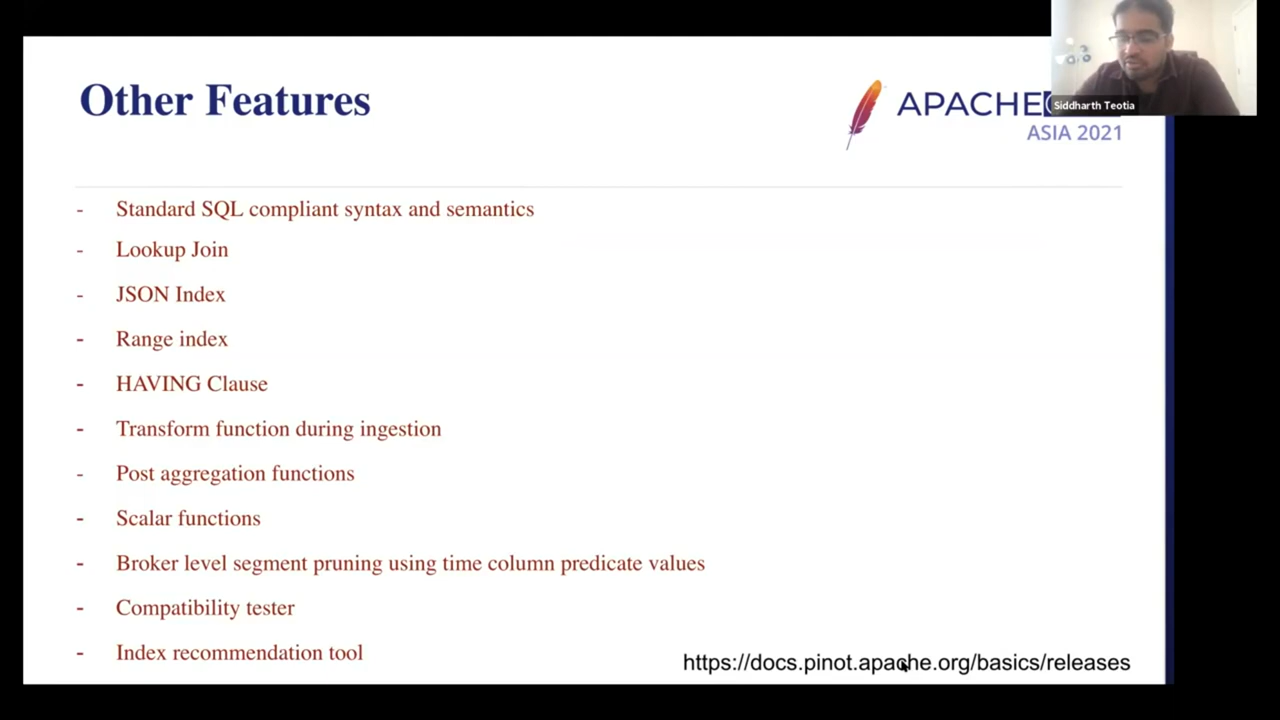 Other Features
APACHE
ASIA 2021
Siddharth Teotia
- Standard SQL compliant syntax and semantics
- Lookup Join
- JSON Index
- Range index
- HAVING Clause
- Transform function during ingestion
- Post aggregation functions
- Scalar functions
- Broker level segment pruning using time column predicate values
- Compatibility tester
- Index recommendation tool
https://docs.pinot.apache.org/basics/releases